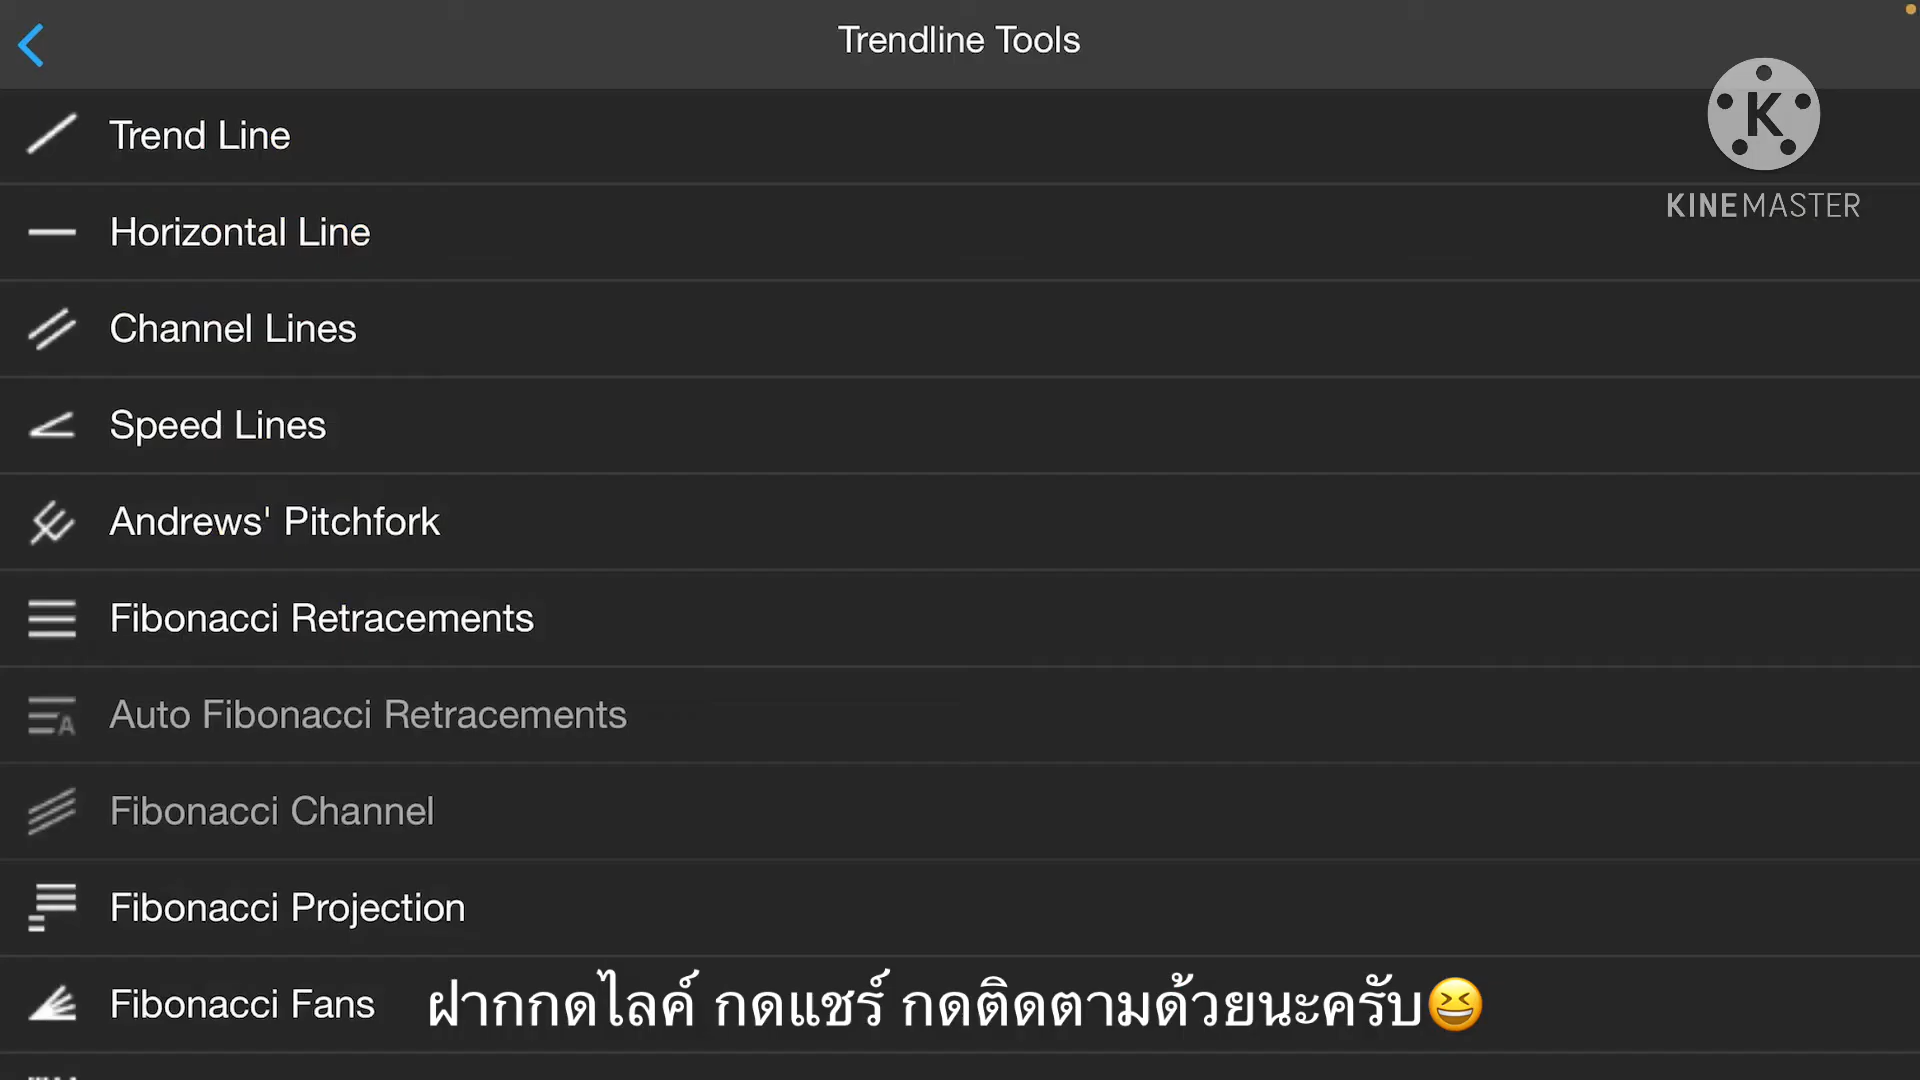 Trendline Tools
Trend Line
K
KINEMASTER
Horizontal Line
Channel Lines
Speed Lines
Andrews' Pitchfork
Fibonacci Retracements
Auto Fibonacci Retracements
Fibonacci Channel
Fibonacci Projection
Fibonacci Fans
ฝากกดไลค์ กดแชร์ กดติดตามด้วยนะครับ😆